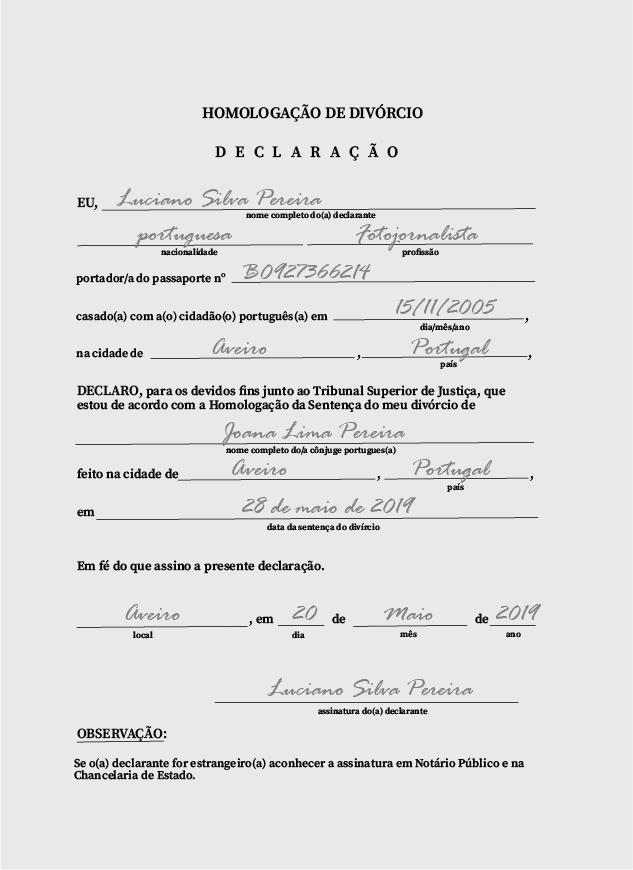 HOMOLOGAÇÃO DE DIVÓRCIO
DECLARAÇÃO
EU, Luciano Silva Pereira
nome completo do(a) declarante
portuguesa Fotojornalista
nacionalidade profissão
portador/a do passaporte nº B0927366214
casado(a) com a(o) cidadão(o) português(a) em 15/11/2005,
dia/mês/ano
na cidade de Aveiro, Portugal,
país
DECLARO, para os devidos fins junto ao Tribunal Superior de Justiça, que
estou de acordo com a Homologação da Sentença do meu divórcio de
Joana Lima Pereira
nome completo do/a cônjuge portugues(a)
feito na cidade de Aveiro, Portugal,
país
em 28 de maio de 2019
data da sentença do divírcio
Em fé do que assino a presente declaração.
Aveiro, em 20 de Maio de 2019
local dia mês ano
Luciano Silva Pereira
assinatura do(a) declarante
OBSERVAÇÃO:
Se o(a) declarante for estrangeiro(a) aconhecer a assinatura em Notário Público e na
Chancelaria de Estado.